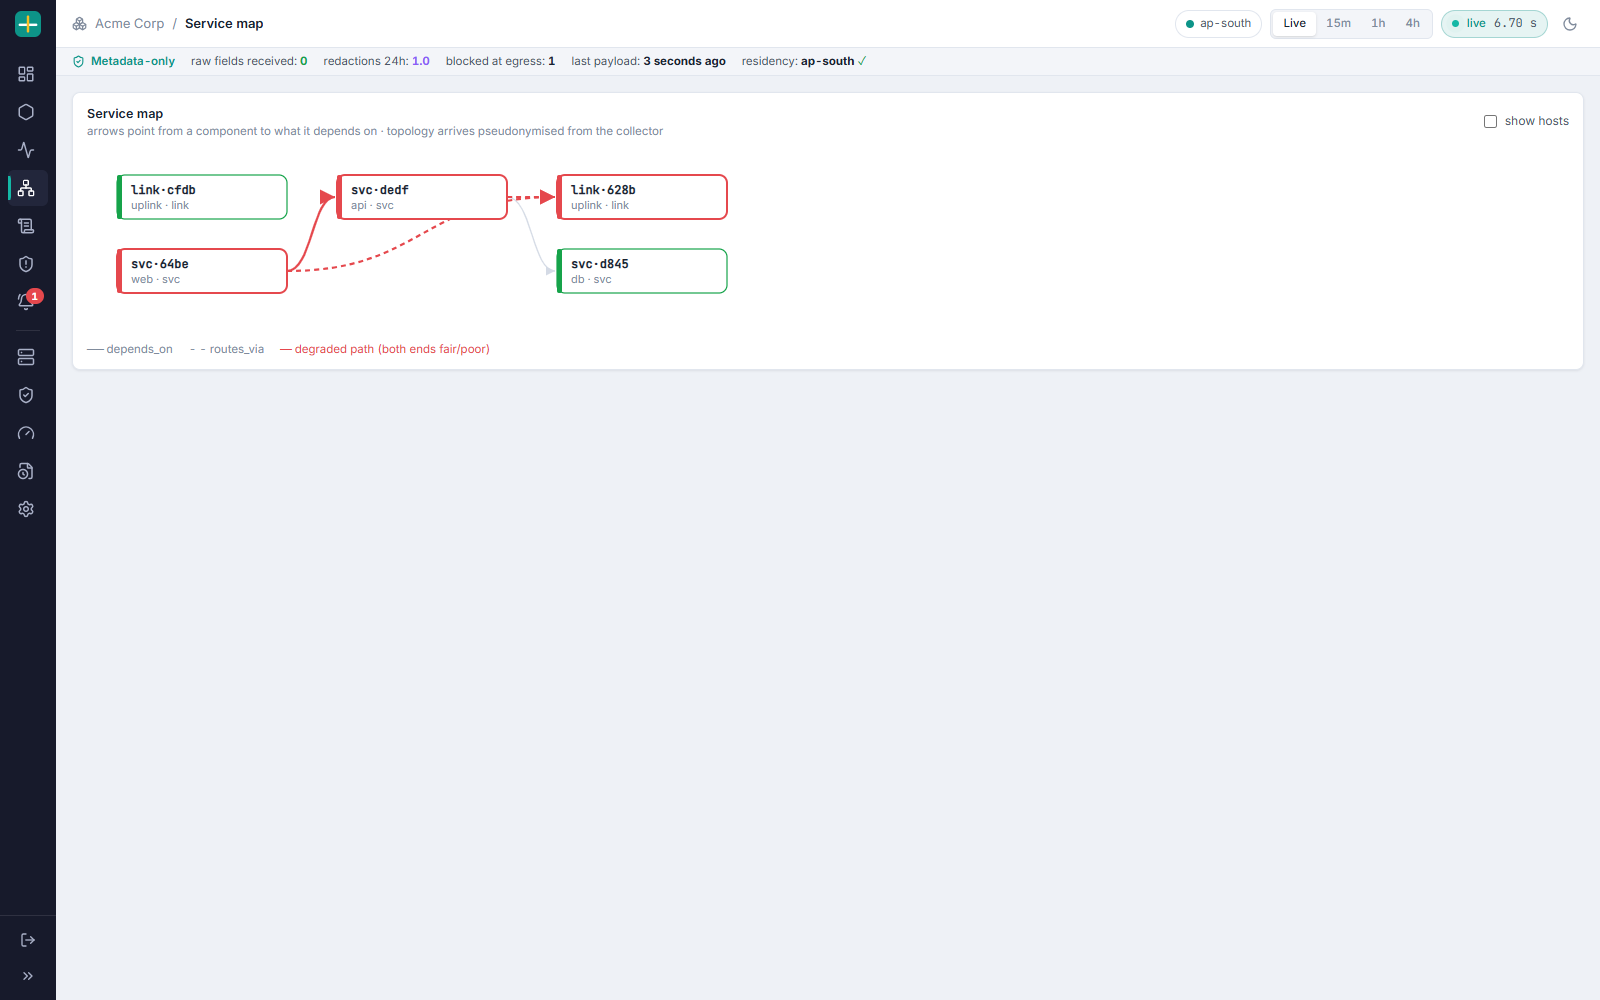 Acme Corp / Service map
ap-south
Live 15m 1h 4h
live 6.70 s
Metadata-only raw fields received: 0 redactions 24h: 1.0 blocked at egress: 1 last payload: 3 seconds ago residency: ap-south ✓
Service map
arrows point from a component to what it depends on · topology arrives pseudonymised from the collector
show hosts
link·cfdb
uplink · link
svc·dedf
api · svc
link·628b
uplink · link
svc·64be
web · svc
svc·d845
db · svc
1
depends_on routes_via degraded path (both ends fair/poor)